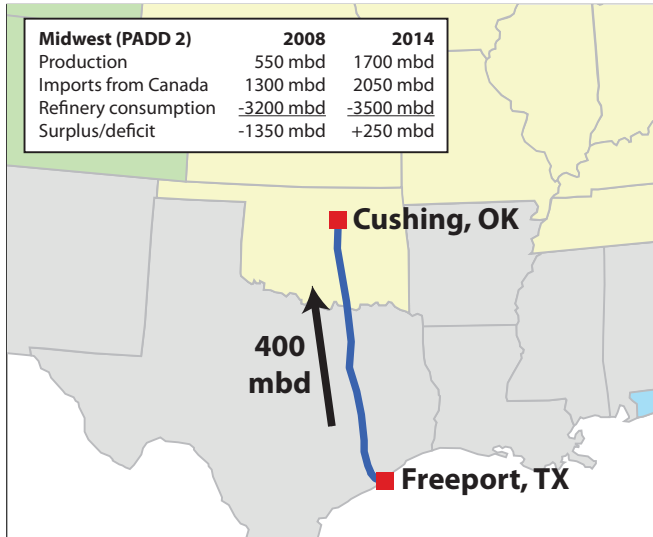 Midwest (PADD 2) 2008 2014
Production 550 mbd 1700 mbd
Imports from Canada 1300 mbd 2050 mbd
Refinery consumption -3200 mbd -3500 mbd
Surplus/deficit -1350 mbd +250 mbd
Cushing, OK
400
mbd
Freeport, TX